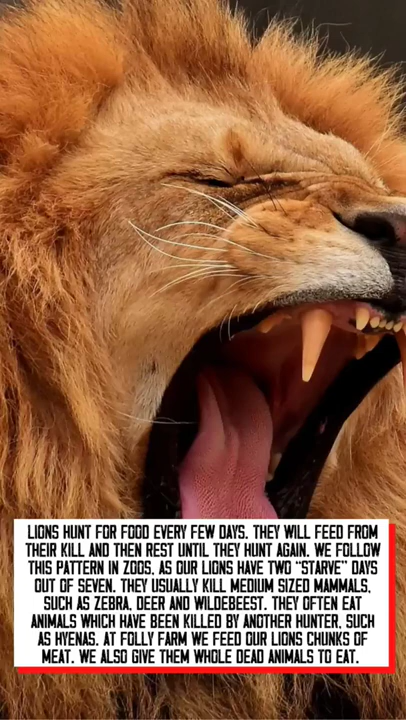 LIONS HUNT FOR FOOD EVERY FEW DAYS. THEY WILL FEED FROM
THEIR KILL AND THEN REST UNTIL THEY HUNT AGAIN. WE FOLLOW
THIS PATTERN IN ZOOS, AS OUR LIONS HAVE TWO “STARVE” DAYS
OUT OF SEVEN. THEY USUALLY KILL MEDIUM SIZED MAMMALS,
SUCH AS ZEBRA, DEER AND WILDEBEEST. THEY OFTEN EAT
ANIMALS WHICH HAVE BEEN KILLED BY ANOTHER HUNTER, SUCH
AS HYENAS. AT FOLLY FARM WE FEED OUR LIONS CHUNKS OF
MEAT. WE ALSO GIVE THEM WHOLE DEAD ANIMALS TO EAT.